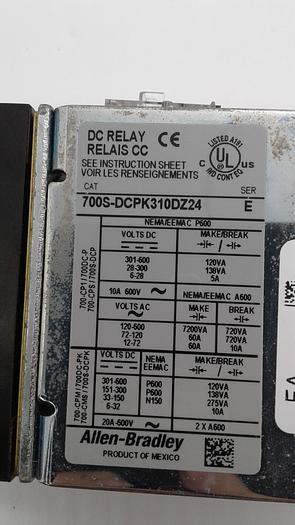 DC RELAY CE
RELAIS CC
SEE INSTRUCTION SHEET
VOIR LES RENSEIGNEMENTS
LISTED A191
C UL US
IND CONT EQ
CAT SER
700S-DCPK310DZ24 E
NEMA/EEMAC P600
VOLTS DC MAKE/BREAK
301-600 120VA
28-300 138VA
6-28 5A
10A 600V NEMA/EEMAC A600
VOLTS AC MAKE BREAK
120-600 7200VA 720VA
72-120 60A 720VA
12-72 60A 10A
700-CP1 / 700DC-P
700-CPS / 700S-DCP
VOLTS DC NEMA EEMAC MAKE/BREAK
301-600 P600 120VA
151-300 P600 138VA
33-150 N150 275VA
6-32 10A
20A-600V 2 X A600
700-CPM / 700DC-PK
700-CMS / 700S-DCPK
Allen-Bradley
PRODUCT OF MEXICO